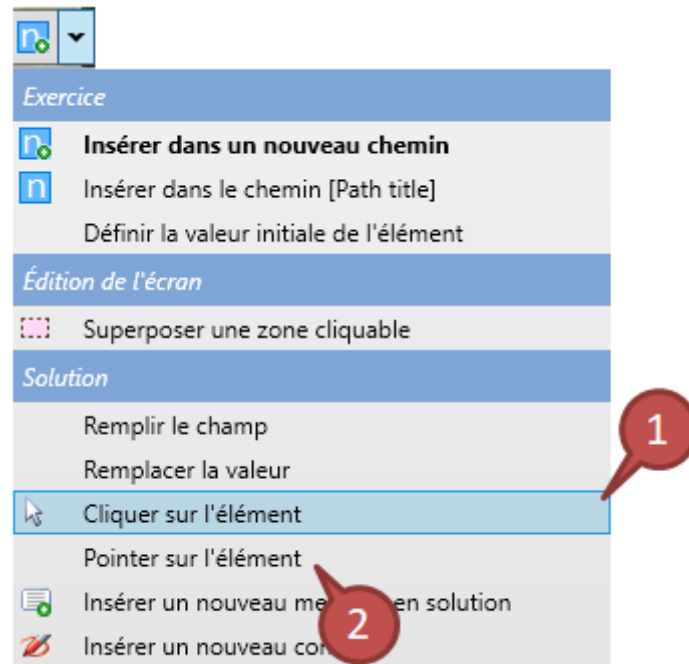 Exercice
Insérer dans un nouveau chemin
Insérer dans le chemin [Path title]
Définir la valeur initiale de l'élément
Édition de l'écran
Superposer une zone cliquable
Solution
Remplir le champ
1
Remplacer la valeur
Cliquer sur l'élément
Pointer sur l'élément
Insérer un nouveau en solution
2
Insérer un nouveau